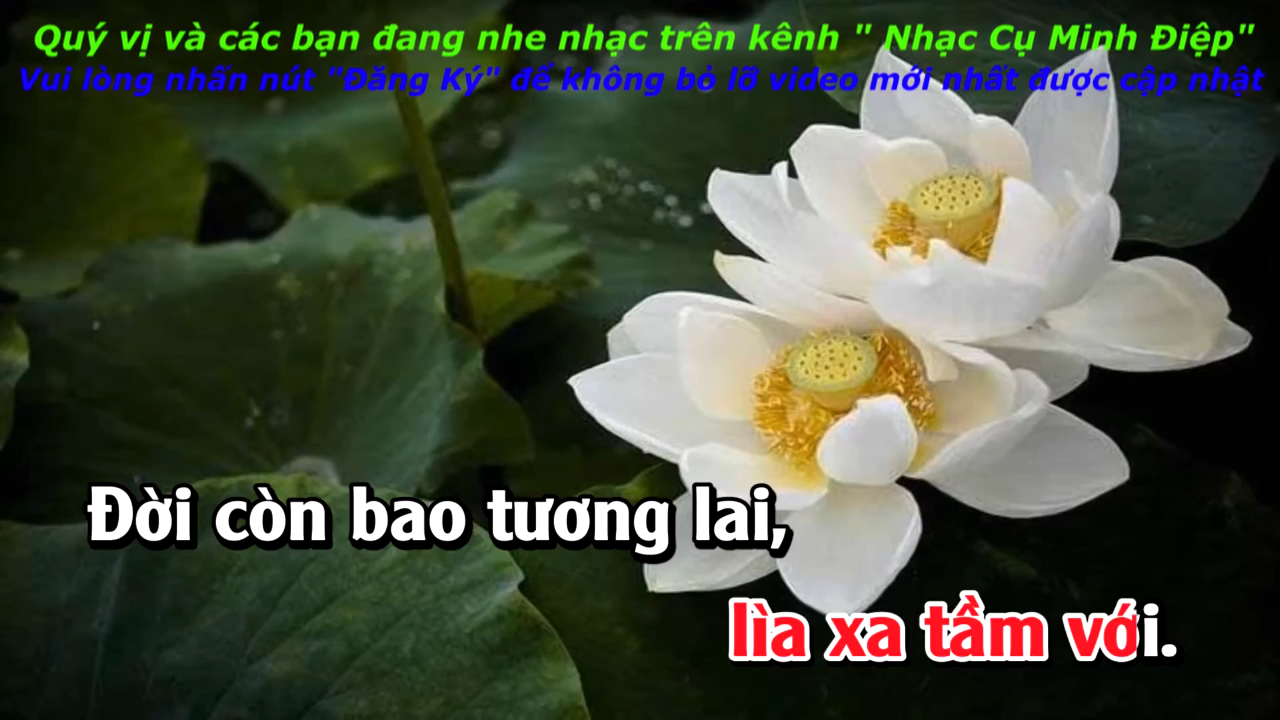 Quý vị và các bạn đang nhe nhạc trên kênh " Nhạc Cụ Minh Điệp"
Vui lòng nhấn nút "Đăng Ký" để không bỏ lỡ video mới nhất được cập nhật
Đời còn bao tương lai,
lìa xa tầm với.